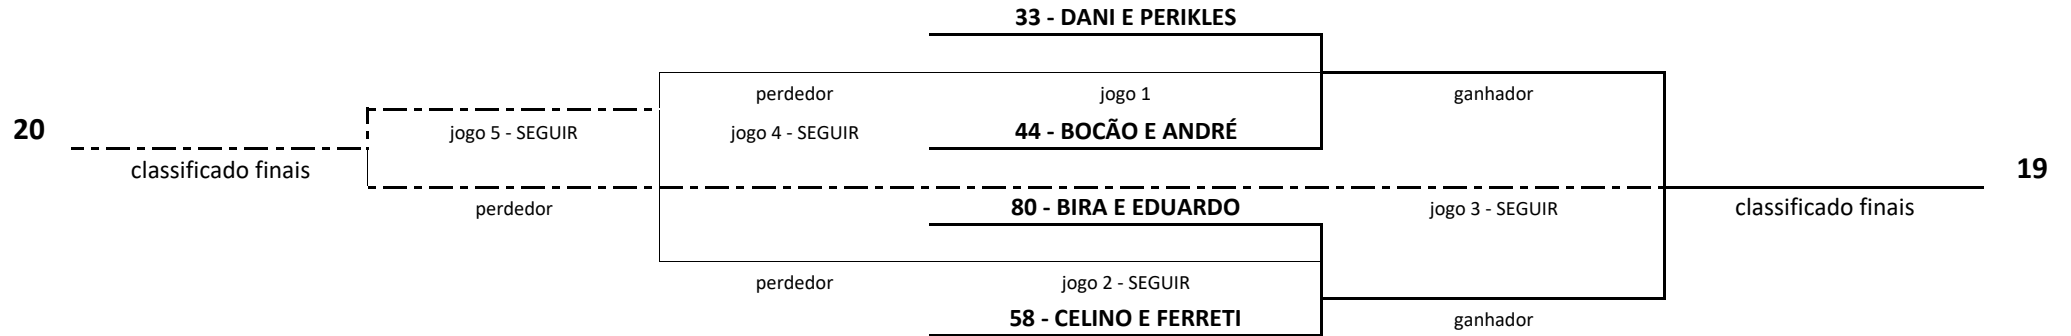 33 - DANI E PERIKLES
perdedor
jogo 1
ganhador
20
jogo 5 - SEGUIR
jogo 4 - SEGUIR
44 - BOCÃO E ANDRÉ
classificado finais
19
perdedor
80 - BIRA E EDUARDO
jogo 3 - SEGUIR
classificado finais
perdedor
jogo 2 - SEGUIR
58 - CELINO E FERRETI
ganhador